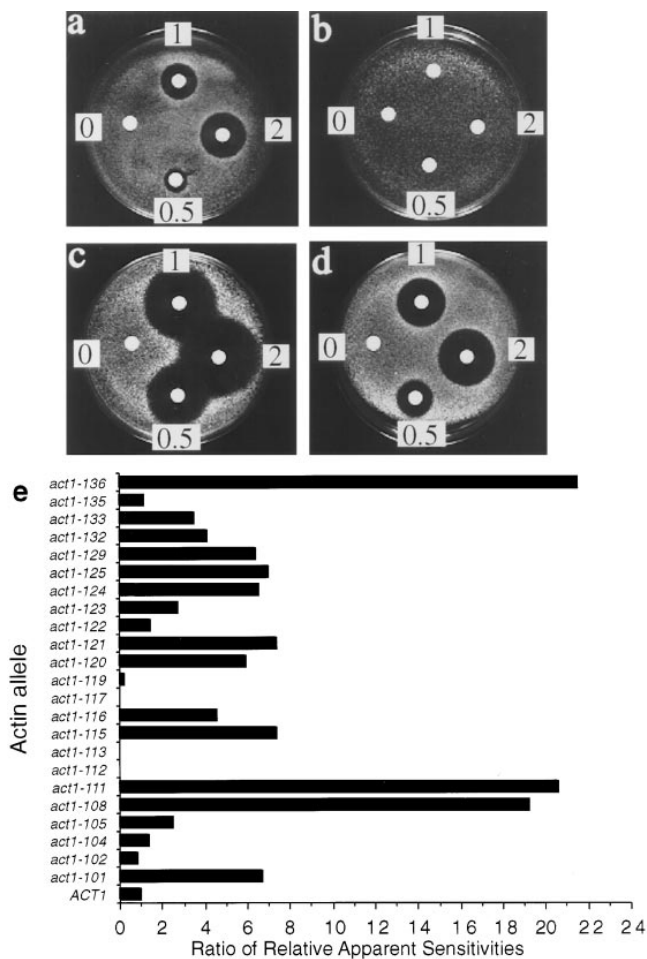 a
1
0
2
0.5
b
1
0
2
0.5
c
1
0
2
0.5
d
1
0
2
0.5
e
Actin allele
act1-136
act1-135
act1-133
act1-132
act1-129
act1-125
act1-124
act1-123
act1-122
act1-121
act1-120
act1-119
act1-117
act1-116
act1-115
act1-113
act1-112
act1-111
act1-108
act1-105
act1-104
act1-102
act1-101
ACT1
0 2 4 6 8 10 12 14 16 18 20 22 24
Ratio of Relative Apparent Sensitivities